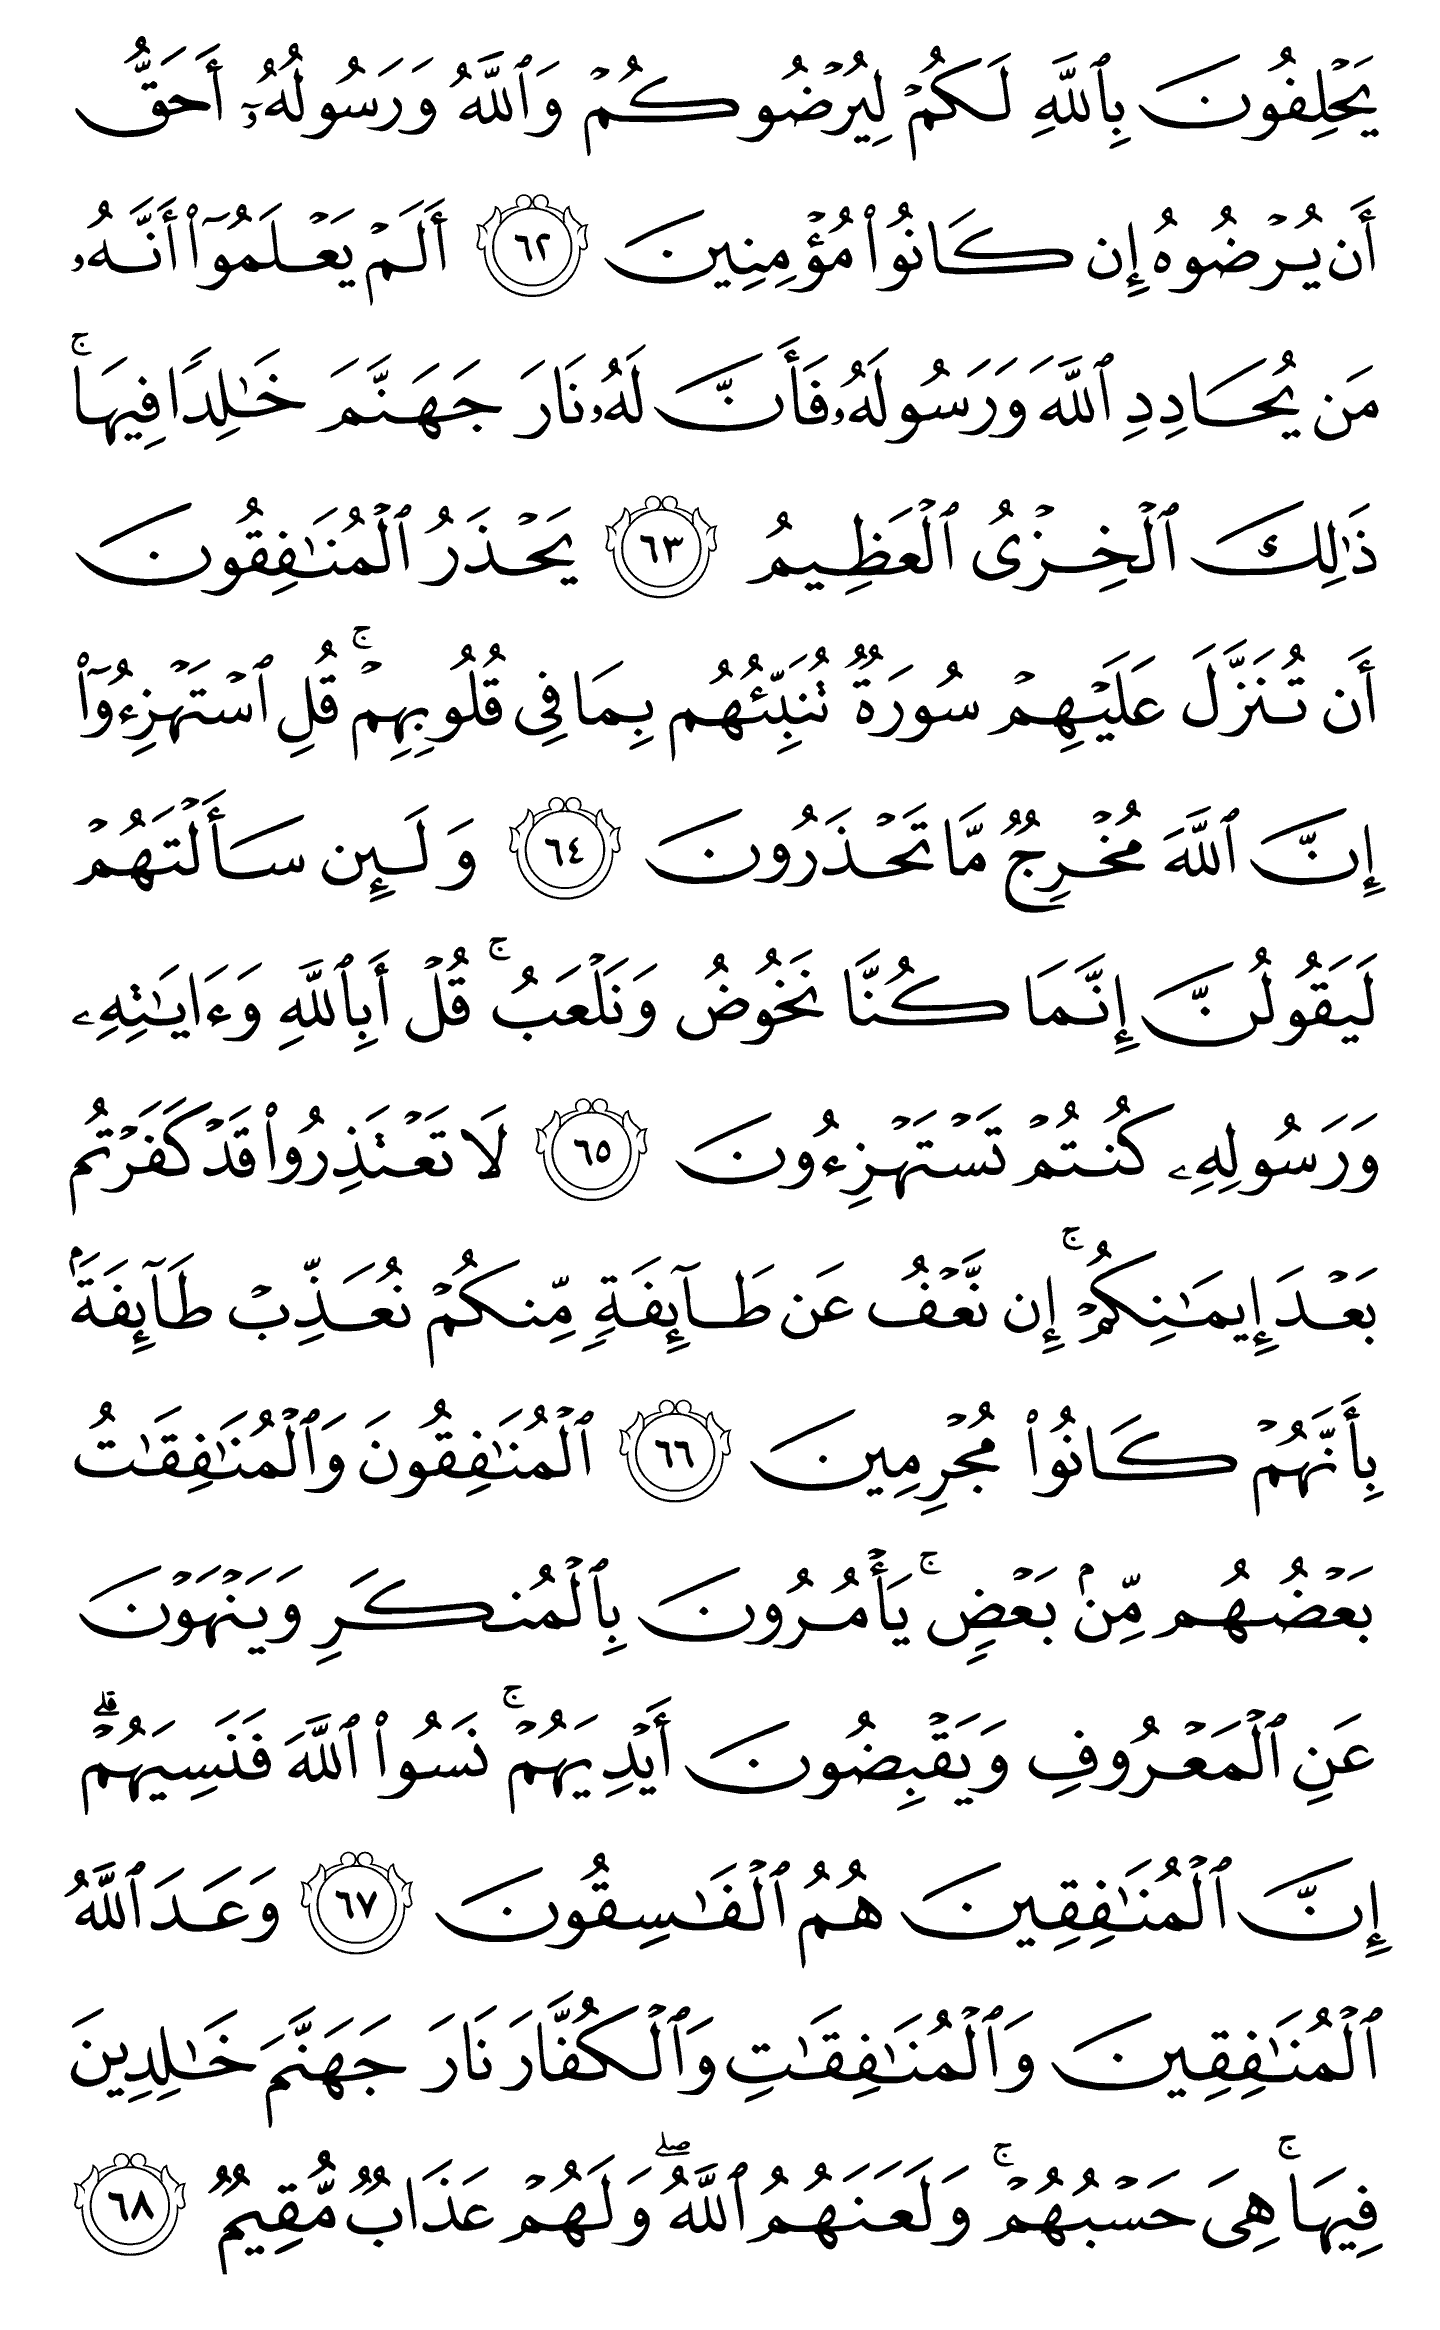 يَحْلِفُونَ بِٱللَّهِ لَكُمْ لِيُرْضُوكُمْ وَٱللَّهُ وَرَسُولُهُۥٓ أَحَقُّ
أَن يُرْضُوهُ إِن كَانُوا۟ مُؤْمِنِينَ ٦٢ أَلَمْ يَعْلَمُوٓا۟ أَنَّهُۥ
مَن يُحَادِدِ ٱللَّهَ وَرَسُولَهُۥ فَأَنَّ لَهُۥ نَارَ جَهَنَّمَ خَـٰلِدًا فِيهَا ۚ
ذَٰلِكَ ٱلْخِزْىُ ٱلْعَظِيمُ ٦٣ يَحْذَرُ ٱلْمُنَـٰفِقُونَ
أَن تُنَزَّلَ عَلَيْهِمْ سُورَةٌ تُنَبِّئُهُم بِمَا فِى قُلُوبِهِمْ ۚ قُلِ ٱسْتَهْزِءُوٓا۟
إِنَّ ٱللَّهَ مُخْرِجٌ مَّا تَحْذَرُونَ ٦٤ وَلَئِن سَأَلْتَهُمْ
لَيَقُولُنَّ إِنَّمَا كُنَّا نَخُوضُ وَنَلْعَبُ ۚ قُلْ أَبِٱللَّهِ وَءَايَـٰتِهِۦ
وَرَسُولِهِۦ كُنتُمْ تَسْتَهْزِءُونَ ٦٥ لَا تَعْتَذِرُوا۟ قَدْ كَفَرْتُم
بَعْدَ إِيمَـٰنِكُمْ ۚ إِن نَّعْفُ عَن طَآئِفَةٍ مِّنكُمْ نُعَذِّبْ طَآئِفَةًۢ
بِأَنَّهُمْ كَانُوا۟ مُجْرِمِينَ ٦٦ ٱلْمُنَـٰفِقُونَ وَٱلْمُنَـٰفِقَـٰتُ
بَعْضُهُم مِّنۢ بَعْضٍ ۚ يَأْمُرُونَ بِٱلْمُنكَرِ وَيَنْهَوْنَ
عَنِ ٱلْمَعْرُوفِ وَيَقْبِضُونَ أَيْدِيَهُمْ ۚ نَسُوا۟ ٱللَّهَ فَنَسِيَهُمْ ۗ
إِنَّ ٱلْمُنَـٰفِقِينَ هُمُ ٱلْفَـٰسِقُونَ ٦٧ وَعَدَ ٱللَّهُ
ٱلْمُنَـٰفِقِينَ وَٱلْمُنَـٰفِقَـٰتِ وَٱلْكُفَّارَ نَارَ جَهَنَّمَ خَـٰلِدِينَ
فِيهَا ۚ هِىَ حَسْبُهُمْ ۚ وَلَعَنَهُمُ ٱللَّهُ ۖ وَلَهُمْ عَذَابٌ مُّقِيمٌ ٦٨